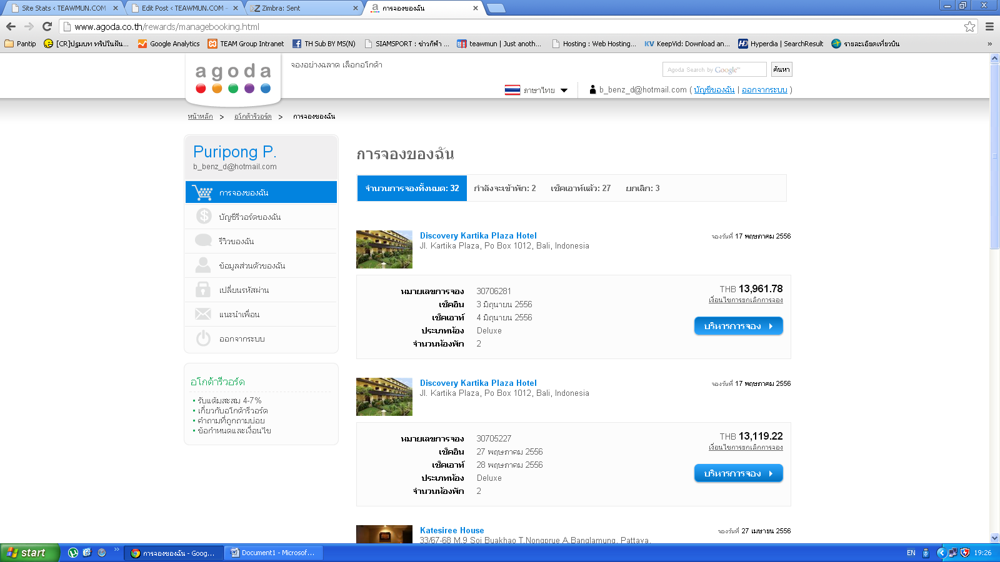 Site Stats ‹ TEAWMUN.COM
Edit Post ‹ TEAWMUN.COM –
Zimbra: Sent
การจองของฉัน
www.agoda.co.th/rewards/managebooking.html
Pantip
[CR]ปฐมบท ทริปในฝัน...
Google Analytics
TEAM Group Intranet
TH Sub BY MS(N)
SIAMSPORT : ข่าวกีฬา ...
teawmun | Just anoth...
Hosting : Web Hosting...
KV KeepVid: Download an...
Hyperdia | SearchResult
รายละเอียดเที่ยวบิน
»
agoda
จองอย่างฉลาด เลือกอโกด้า
Agoda Search by Google™
ค้นหา
ภาษาไทย
b_benz_d@hotmail.com ( บัญชีของฉัน | ออกจากระบบ )
หน้าหลัก > อโกด้ารีวอร์ด > การจองของฉัน
Puripong P.
b_benz_d@hotmail.com
การจองของฉัน
บัญชีรีวอร์ดของฉัน
รีวิวของฉัน
ข้อมูลส่วนตัวของฉัน
เปลี่ยนรหัสผ่าน
แนะนำเพื่อน
ออกจากระบบ
อโกด้ารีวอร์ด
• รับแต้มสะสม 4-7%
• เกี่ยวกับอโกด้ารีวอร์ด
• คำถามที่ถูกถามบ่อย
• ข้อกำหนดและเงื่อนไข
การจองของฉัน
จำนวนการจองทั้งหมด: 32 กำลังจะเข้าพัก: 2 เช็คเอาท์แล้ว: 27 ยกเลิก: 3
Discovery Kartika Plaza Hotel
จองวันที่ 17 พฤษภาคม 2556
Jl. Kartika Plaza, Po Box 1012, Bali, Indonesia
หมายเลขการจอง 30706281
เช็คอิน 3 มิถุนายน 2556
เช็คเอาท์ 4 มิถุนายน 2556
ประเภทห้อง Deluxe
จำนวนห้องพัก 2
THB 13,961.78
เงื่อนไขการยกเลิกการจอง
บริหารการจอง
Discovery Kartika Plaza Hotel
จองวันที่ 17 พฤษภาคม 2556
Jl. Kartika Plaza, Po Box 1012, Bali, Indonesia
หมายเลขการจอง 30705227
เช็คอิน 27 พฤษภาคม 2556
เช็คเอาท์ 28 พฤษภาคม 2556
ประเภทห้อง Deluxe
จำนวนห้องพัก 2
THB 13,119.22
เงื่อนไขการยกเลิกการจอง
บริหารการจอง
Katesiree House
จองวันที่ 27 เมษายน 2556
33/67-68 M.9 Soi Buakhao T.Nongprue A.Banglamung, Pattaya,
start
»
การจองของฉัน - Goog...
Document1 - Microsof...
EN
19:26